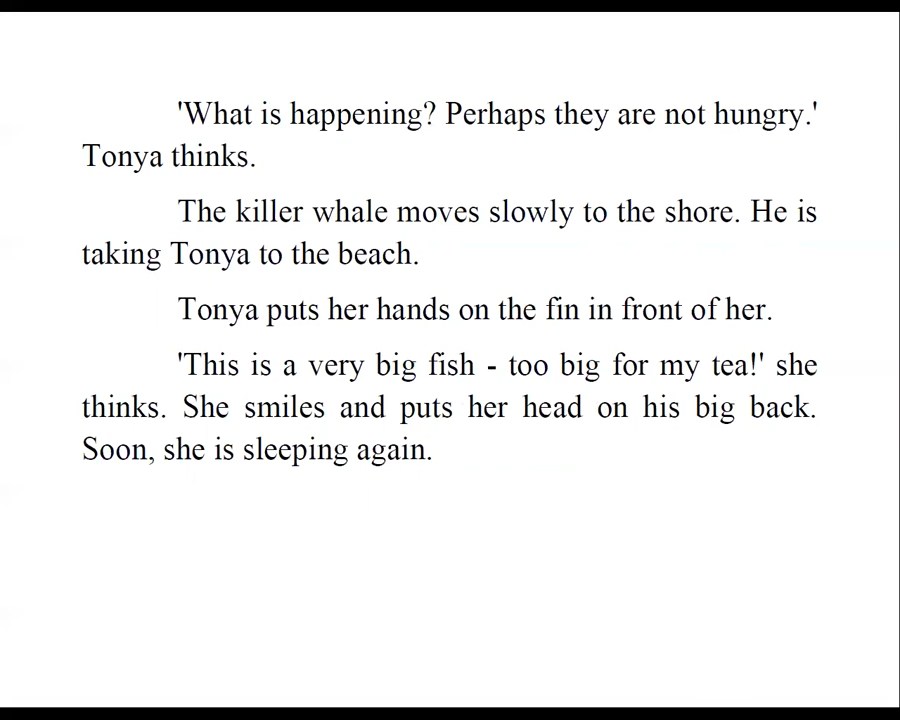 'What is happening? Perhaps they are not hungry.'
Tonya thinks.
The killer whale moves slowly to the shore. He is
taking Tonya to the beach.
Tonya puts her hands on the fin in front of her.
'This is a very big fish - too big for my tea!' she
thinks. She smiles and puts her head on his big back.
Soon, she is sleeping again.